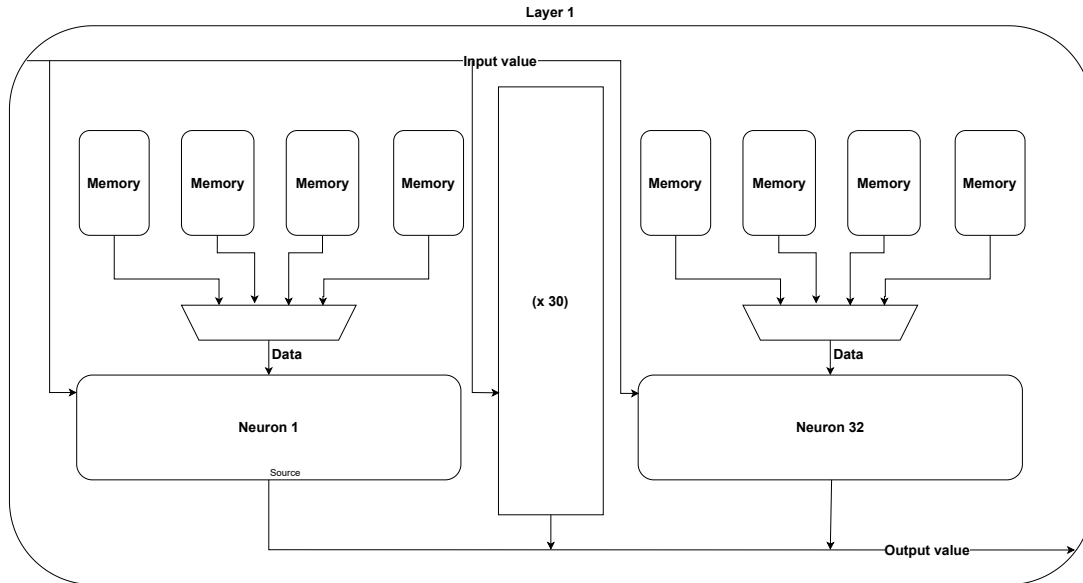 Layer 1
Input value
Memory Memory Memory Memory
Memory Memory Memory Memory
(x 30)
Data
Data
Neuron 1
Neuron 32
Source
Output value